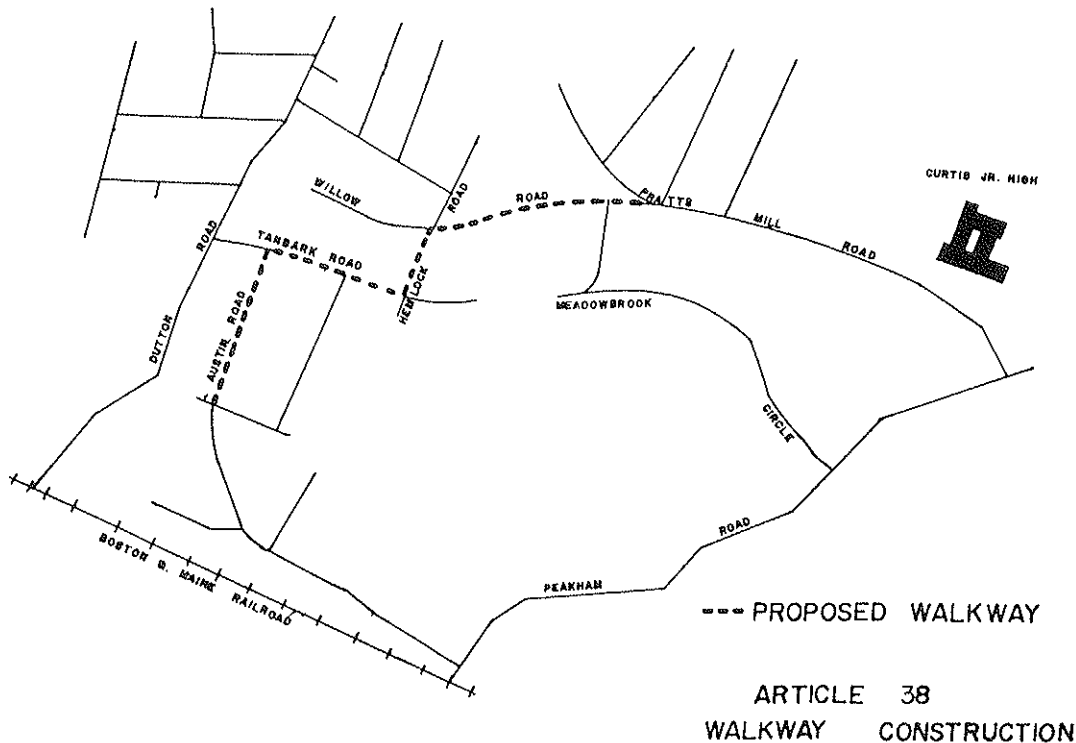 CURTIS JR. HIGH
WILLOW
ROAD
ROAD
PRATTS
MILL
ROAD
TANBARK ROAD
ROAD
HEMLOCK
MEADOWBROOK
DUTTON
AUSTIN ROAD
CIRCLE
ROAD
PEAKHAM
BOSTON & MAINE RAILROAD
PROPOSED WALKWAY
ARTICLE 38
WALKWAY CONSTRUCTION